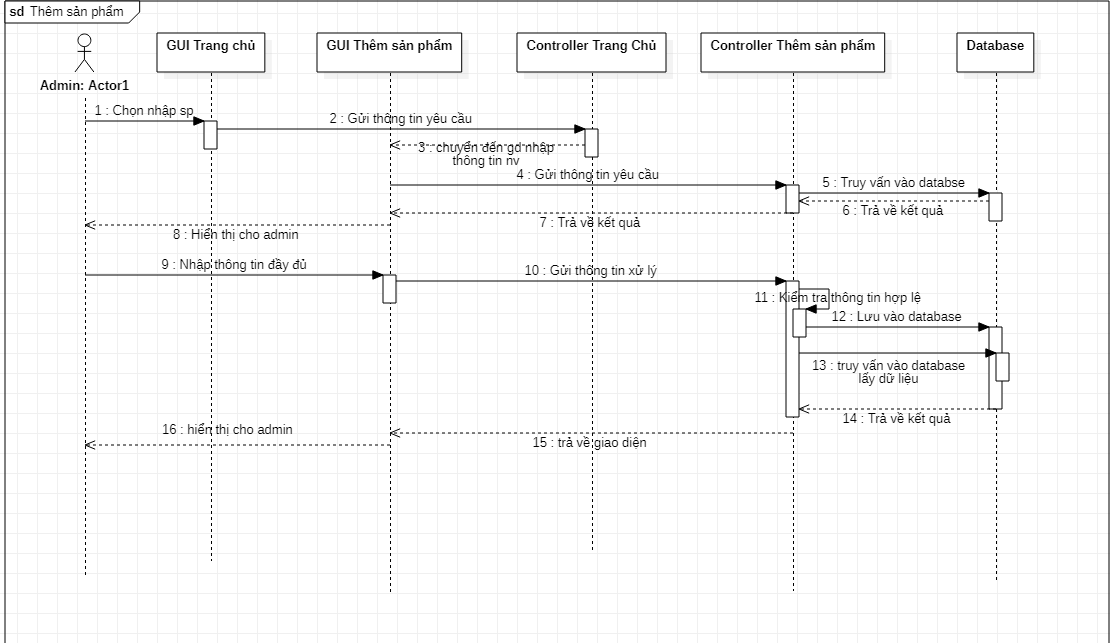 sd Thêm sản phẩm
GUI Trang chủ
GUI Thêm sản phẩm
Controller Trang Chủ
Controller Thêm sản phẩm
Database
Admin: Actor1
1 : Chọn nhập sp
2 : Gửi thông tin yêu cầu
3 : chuyển đến gd nhập
thông tin nv
4 : Gửi thông tin yêu cầu
5 : Truy vấn vào databse
6 : Trả về kết quả
7 : Trả về kết quả
8 : Hiển thị cho admin
9 : Nhập thông tin đầy đủ
10 : Gửi thông tin xử lý
11 : Kiểm tra thông tin hợp lệ
12 : Lưu vào database
13 : truy vấn vào database
lấy dữ liệu
14 : Trả về kết quả
15 : trả về giao diện
16 : hiển thị cho admin